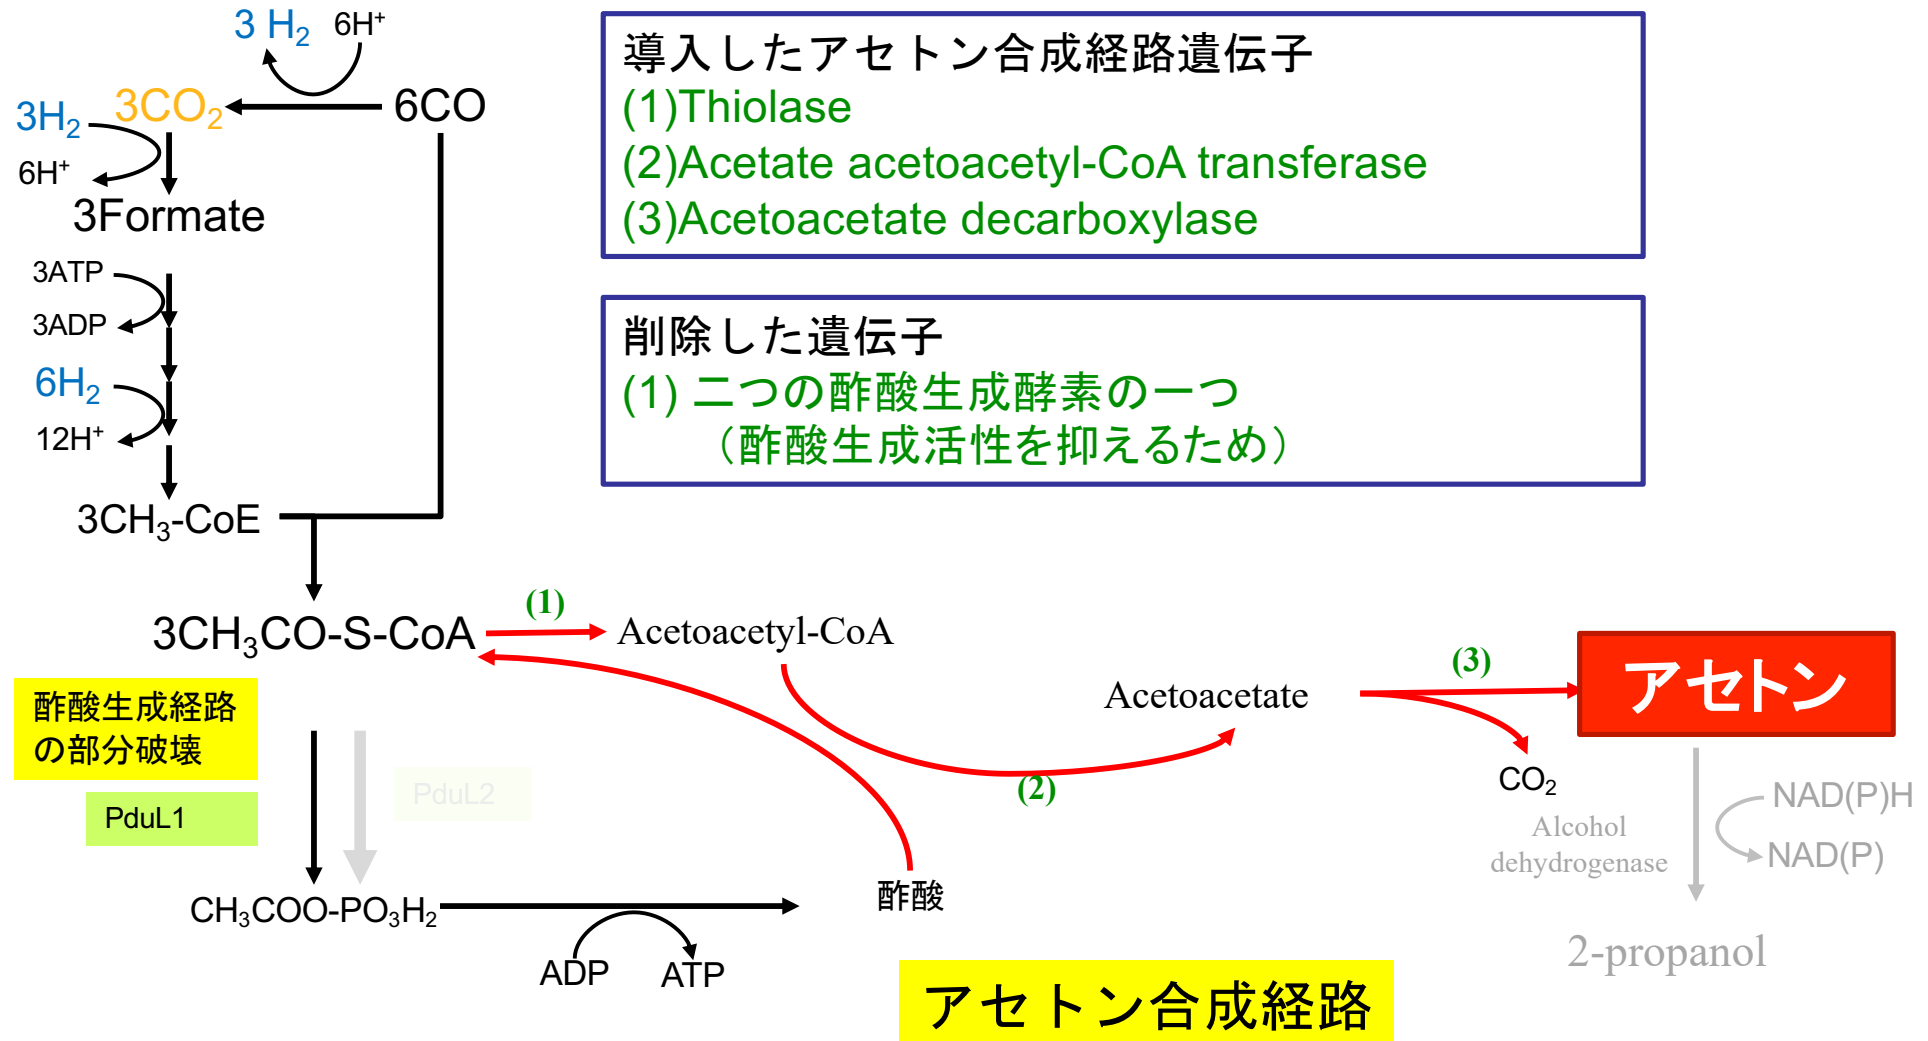 3 H₂
6H⁺
3H₂
3CO₂
6CO
6H⁺
3Formate
3ATP
3ADP
6H₂
12H⁺
3CH₃-CoE
導入したアセトン合成経路遺伝子
(1)Thiolase
(2)Acetate acetoacetyl-CoA transferase
(3)Acetoacetate decarboxylase
削除した遺伝子
(1) 二つの酢酸生成酵素の一つ
（酢酸生成活性を抑えるため）
3CH₃CO-S-CoA
(1)
Acetoacetyl-CoA
(2)
Acetoacetate
(3)
アセトン
CO₂
Alcohol
dehydrogenase
NAD(P)H
NAD(P)
2-propanol
酢酸生成経路
の部分破壊
PduL1
PduL2
CH₃COO-PO₃H₂
ADP
ATP
酢酸
アセトン合成経路